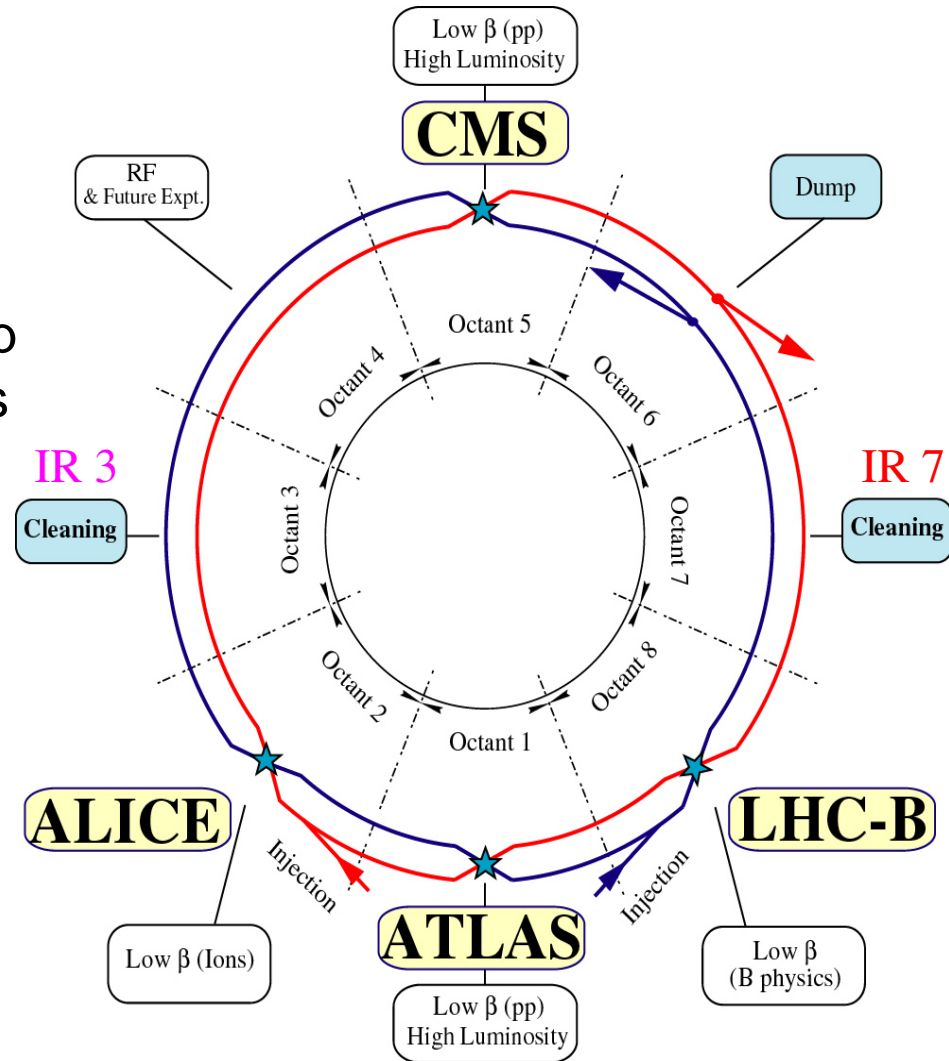 Low β (pp)
High Luminosity
CMS
RF
& Future Expt.
Dump
Octant 5
Octant 4
Octant 6
IR 3
IR 7
Cleaning
Cleaning
Octant 3
Octant 7
Octant 2
Octant 8
Octant 1
ALICE
LHC-B
Injection
Injection
ATLAS
Low β (Ions)
Low β
(B physics)
Low β (pp)
High Luminosity